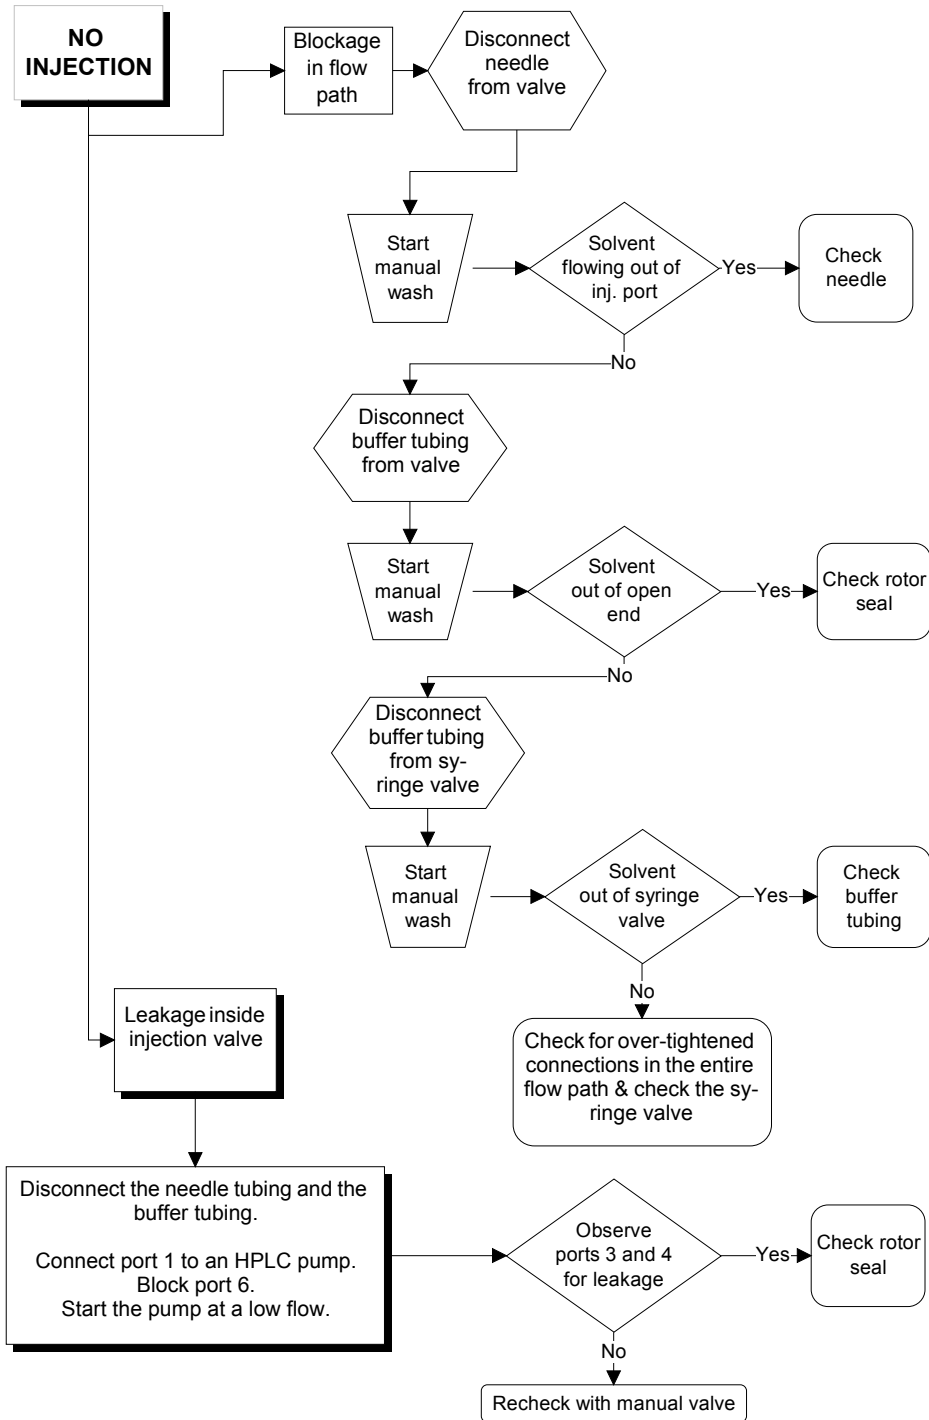 NO
INJECTION
Blockage
in flow
path
Disconnect
needle
from valve
Start
manual
wash
Solvent
flowing out of
inj. port
Yes
Check
needle
No
Disconnect
buffer tubing
from valve
Start
manual
wash
Solvent
out of open
end
Yes
Check rotor
seal
No
Disconnect
buffer tubing
from sy-
ringe valve
Start
manual
wash
Solvent
out of syringe
valve
Yes
Check
buffer
tubing
No
Check for over-tightened
connections in the entire
flow path & check the sy-
ringe valve
Leakage inside
injection valve
Disconnect the needle tubing and the
buffer tubing.
Connect port 1 to an HPLC pump.
Block port 6.
Start the pump at a low flow.
Observe
ports 3 and 4
for leakage
Yes
Check rotor
seal
No
Recheck with manual valve